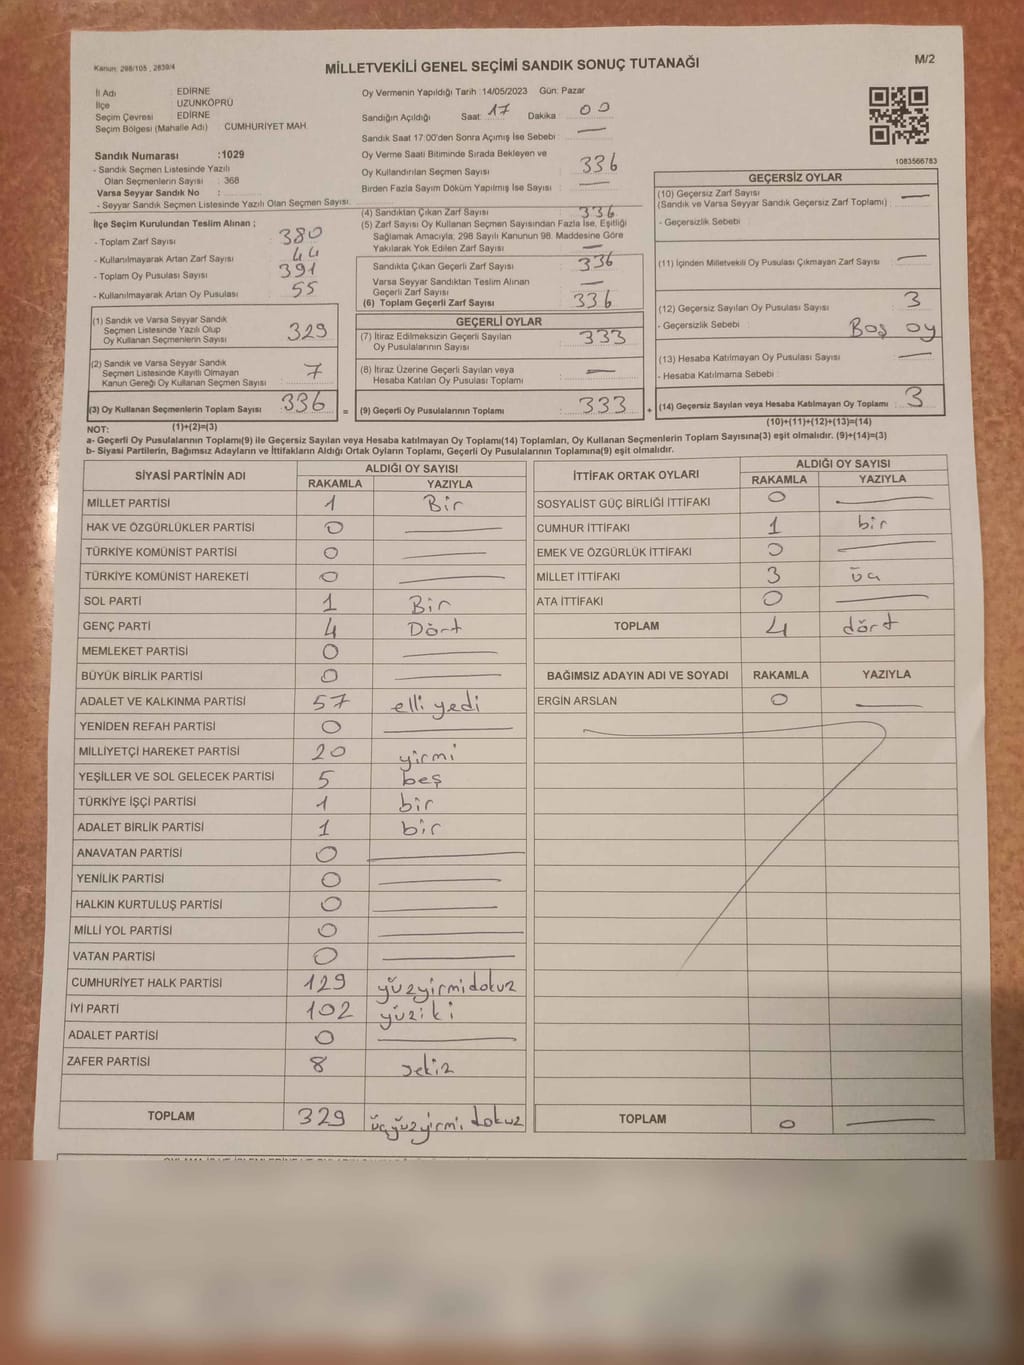 Kanun: 298/105 , 2839/4
MİLLETVEKİLİ GENEL SEÇİMİ SANDIK SONUÇ TUTANAĞI
M/2
İl Adı : EDİRNE
İlçe : UZUNKÖPRÜ
Seçim Çevresi : EDİRNE
Seçim Bölgesi (Mahalle Adı) : CUMHURİYET MAH.
Sandık Numarası :1029
- Sandık Seçmen Listesinde Yazılı
Olan Seçmenlerin Sayısı : 368
Varsa Seyyar Sandık No :
- Seyyar Sandık Seçmen Listesinde Yazılı Olan Seçmen Sayısı:
Oy Vermenin Yapıldığı Tarih :14/05/2023 Gün: Pazar
Sandığın Açıldığı Saat: 17 Dakika 00
Sandık Saat 17:00'den Sonra Açımış İse Sebebi : —
Oy Verme Saati Bitiminde Sırada Bekleyen ve
Oy Kullandırılan Seçmen Sayısı : 336
Birden Fazla Sayım Döküm Yapılmış İse Sayısı : —
1083566783
İlçe Seçim Kurulundan Teslim Alınan ;
- Toplam Zarf Sayısı : 380
- Kullanılmayarak Artan Zarf Sayısı : 44
- Toplam Oy Pusulası Sayısı : 391
- Kullanılmayarak Artan Oy Pusulası : 55
(1) Sandık ve Varsa Seyyar Sandık
Seçmen Listesinde Yazılı Olup
Oy Kullanan Seçmenlerin Sayısı : 329
(2) Sandık ve Varsa Seyyar Sandık
Seçmen Listesinde Kayıtlı Olmayan
Kanun Gereği Oy Kullanan Seçmen Sayısı : 7
(3) Oy Kullanan Seçmenlerin Toplam Sayısı : 336
(1)+(2)=(3)
(4) Sandıktan Çıkan Zarf Sayısı : 336
(5) Zarf Sayısı Oy Kullanan Seçmen Sayısından Fazla İse, Eşitliği
Sağlamak Amacıyla, 298 Sayılı Kanunun 98. Maddesine Göre
Yakılarak Yok Edilen Zarf Sayısı : —
Sandıkta Çıkan Geçerli Zarf Sayısı : 336
Varsa Seyyar Sandıktan Teslim Alınan
Geçerli Zarf Sayısı : —
(6) Toplam Geçerli Zarf Sayısı : 336
GEÇERLİ OYLAR
(7) İtiraz Edilmeksizin Geçerli Sayılan
Oy Pusulalarının Sayısı : 333
(8) İtiraz Üzerine Geçerli Sayılan veya
Hesaba Katılan Oy Pusulası Toplamı : —
= (9) Geçerli Oy Pusulalarının Toplamı : 333 +
GEÇERSİZ OYLAR
(10) Geçersiz Zarf Sayısı : —
(Sandık ve Varsa Seyyar Sandık Geçersiz Zarf Toplamı)
- Geçersizlik Sebebi :
(11) İçinden Milletvekili Oy Pusulası Çıkmayan Zarf Sayısı : —
(12) Geçersiz Sayılan Oy Pusulası Sayısı : 3
- Geçersizlik Sebebi : Boş oy
(13) Hesaba Katılmayan Oy Pusulası Sayısı : —
- Hesaba Katılmama Sebebi :
(14) Geçersiz Sayılan veya Hesaba Katılmayan Oy Toplamı : 3
(10)+(11)+(12)+(13)=(14)
NOT:
a- Geçerli Oy Pusulalarının Toplamı(9) ile Geçersiz Sayılan veya Hesaba katılmayan Oy Toplamı(14) Toplamları, Oy Kullanan Seçmenlerin Toplam Sayısına(3) eşit olmalıdır. (9)+(14)=(3)
b- Siyasi Partilerin, Bağımsız Adayların ve İttifakların Aldığı Ortak Oyların Toplamı, Geçerli Oy Pusulalarının Toplamına(9) eşit olmalıdır.
SİYASİ PARTİNİN ADI ALDIĞI OY SAYISI
RAKAMLA YAZIYLA
MİLLET PARTİSİ 1 Bir
HAK VE ÖZGÜRLÜKLER PARTİSİ 0 —
TÜRKİYE KOMÜNİST PARTİSİ 0 —
TÜRKİYE KOMÜNİST HAREKETİ 0 —
SOL PARTİ 1 Bir
GENÇ PARTİ 4 Dört
MEMLEKET PARTİSİ 0 —
BÜYÜK BİRLİK PARTİSİ 0 —
ADALET VE KALKINMA PARTİSİ 57 elli yedi
YENİDEN REFAH PARTİSİ 0 —
MİLLİYETÇİ HAREKET PARTİSİ 20 yirmi
YEŞİLLER VE SOL GELECEK PARTİSİ 5 beş
TÜRKİYE İŞÇİ PARTİSİ 1 bir
ADALET BİRLİK PARTİSİ 1 bir
ANAVATAN PARTİSİ 0 —
YENİLİK PARTİSİ 0 —
HALKIN KURTULUŞ PARTİSİ 0 —
MİLLİ YOL PARTİSİ 0 —
VATAN PARTİSİ 0 —
CUMHURİYET HALK PARTİSİ 129 yüzyirmidokuz
İYİ PARTİ 102 yüziki
ADALET PARTİSİ 0 —
ZAFER PARTİSİ 8 sekiz
TOPLAM 329 üçyüzyirmi dokuz
İTTİFAK ORTAK OYLARI ALDIĞI OY SAYISI
RAKAMLA YAZIYLA
SOSYALİST GÜÇ BİRLİĞİ İTTİFAKI 0 —
CUMHUR İTTİFAKI 1 bir
EMEK VE ÖZGÜRLÜK İTTİFAKI 0 —
MİLLET İTTİFAKI 3 üç
ATA İTTİFAKI 0 —
TOPLAM 4 dört
BAĞIMSIZ ADAYIN ADI VE SOYADI RAKAMLA YAZIYLA
ERGİN ARSLAN 0 —
TOPLAM 0 —